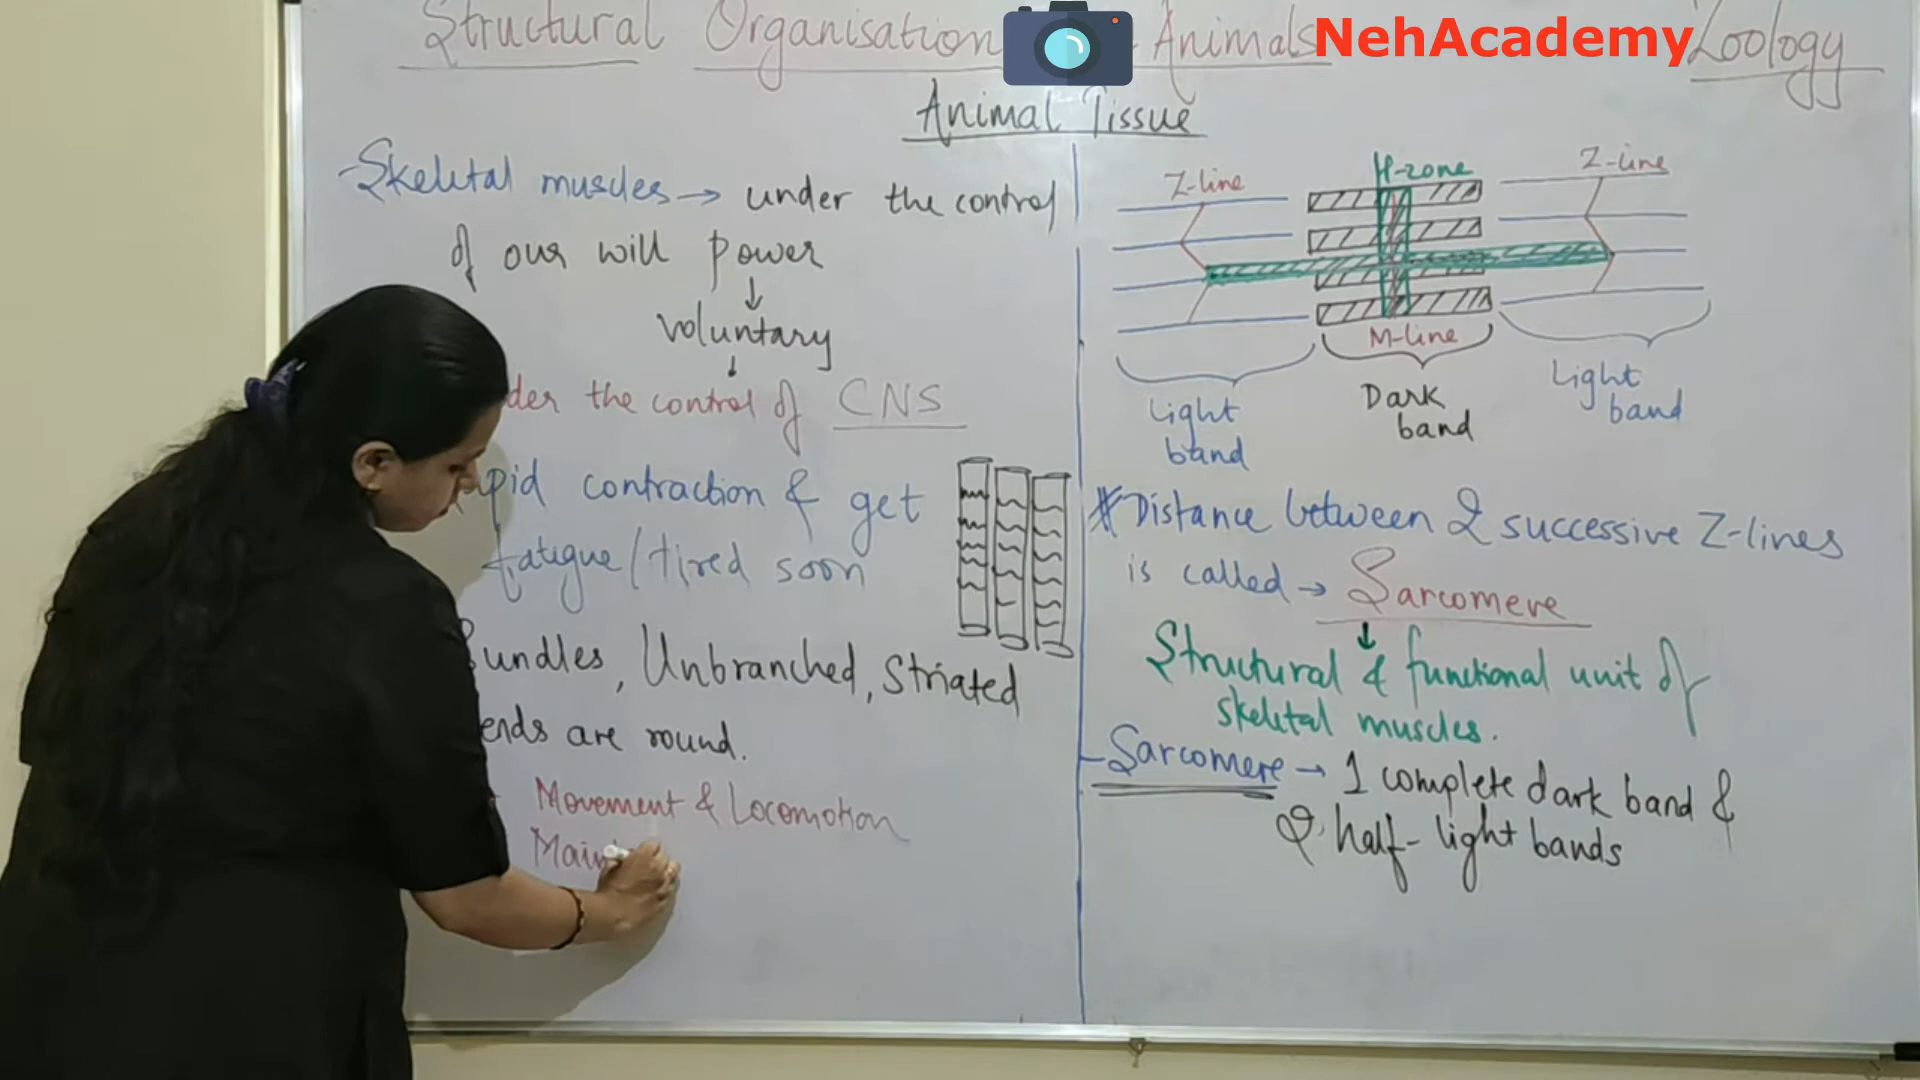 Structural Organisation Animals Zoology
NehAcademy
Animal Tissue
-Skeletal muscles → under the control
of our will power
↓
voluntary
↓
der the control of CNS
pid contraction & get
fatigue/tired soon
Bundles, Unbranched, Striated
ends are round.
Movement & Locomotion
Main
Z-line
H-zone
Z-line
M-line
Light
band
Dark
band
Light
band
*Distance between 2 successive Z-lines
is called → Sarcomere
↓
Structural & functional unit of
skeletal muscles.
-Sarcomere → 1 complete dark band &
2 half-light bands